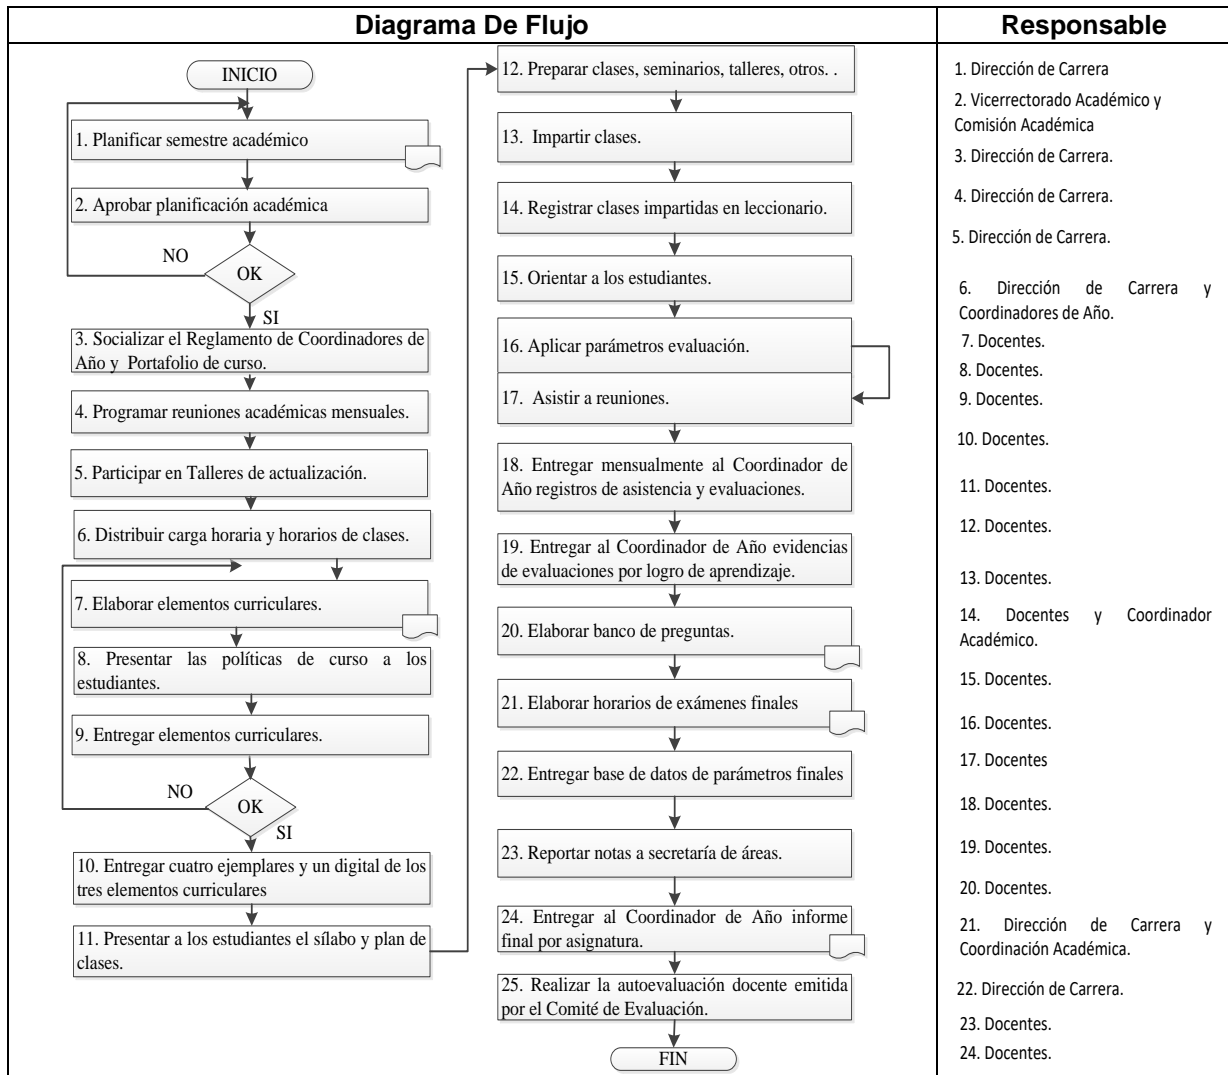 Diagrama De Flujo
Responsable
INICIO
1. Planificar semestre académico
2. Aprobar planificación académica
NO
OK
SI
3. Socializar el Reglamento de Coordinadores de
Año y Portafolio de curso.
4. Programar reuniones académicas mensuales.
5. Participar en Talleres de actualización.
6. Distribuir carga horaria y horarios de clases.
7. Elaborar elementos curriculares.
8. Presentar las políticas de curso a los
estudiantes.
9. Entregar elementos curriculares.
NO
OK
SI
10. Entregar cuatro ejemplares y un digital de los
tres elementos curriculares
11. Presentar a los estudiantes el sílabo y plan de
clases.
12. Preparar clases, seminarios, talleres, otros. .
13. Impartir clases.
14. Registrar clases impartidas en leccionario.
15. Orientar a los estudiantes.
16. Aplicar parámetros evaluación.
17. Asistir a reuniones.
18. Entregar mensualmente al Coordinador de
Año registros de asistencia y evaluaciones.
19. Entregar al Coordinador de Año evidencias
de evaluaciones por logro de aprendizaje.
20. Elaborar banco de preguntas.
21. Elaborar horarios de exámenes finales
22. Entregar base de datos de parámetros finales
23. Reportar notas a secretaría de áreas.
24. Entregar al Coordinador de Año informe
final por asignatura.
25. Realizar la autoevaluación docente emitida
por el Comité de Evaluación.
FIN
1. Dirección de Carrera
2. Vicerrectorado Académico y
Comisión Académica
3. Dirección de Carrera.
4. Dirección de Carrera.
5. Dirección de Carrera.
6. Dirección de Carrera y
Coordinadores de Año.
7. Docentes.
8. Docentes.
9. Docentes.
10. Docentes.
11. Docentes.
12. Docentes.
13. Docentes.
14. Docentes y Coordinador
Académico.
15. Docentes.
16. Docentes.
17. Docentes
18. Docentes.
19. Docentes.
20. Docentes.
21. Dirección de Carrera y
Coordinación Académica.
22. Dirección de Carrera.
23. Docentes.
24. Docentes.